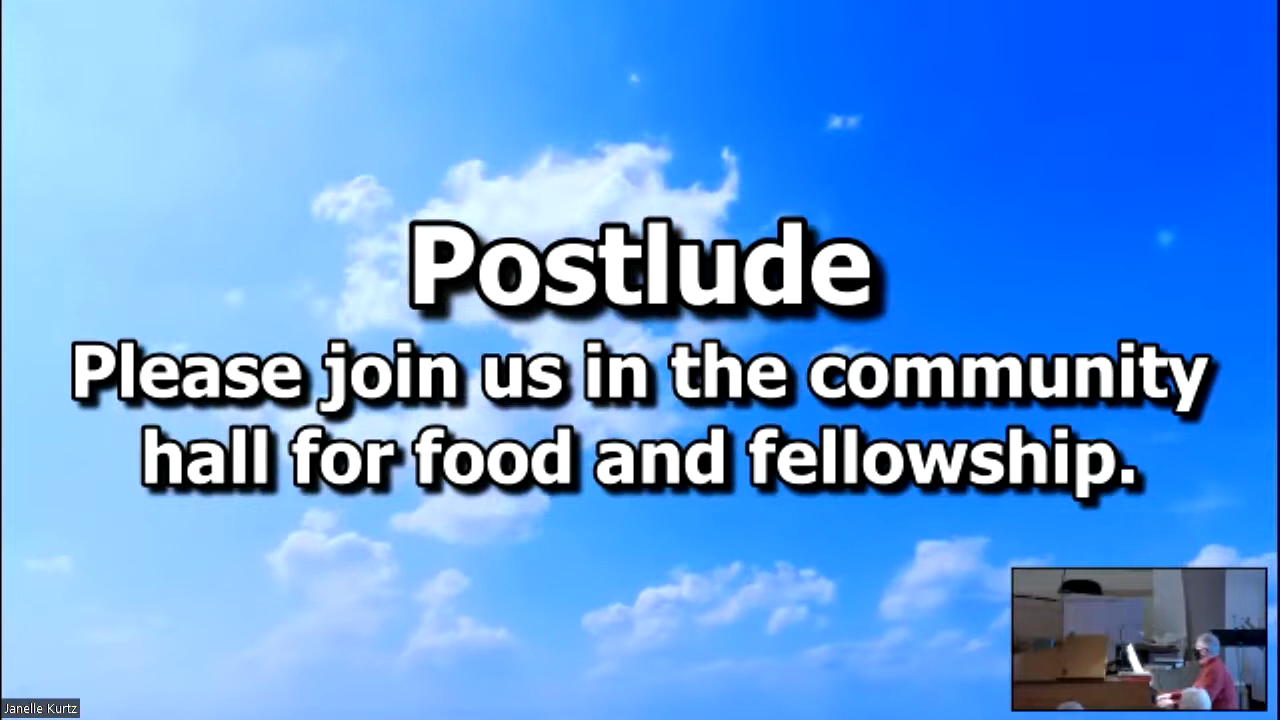 Postlude
Please join us in the community
hall for food and fellowship.
Janelle Kurtz